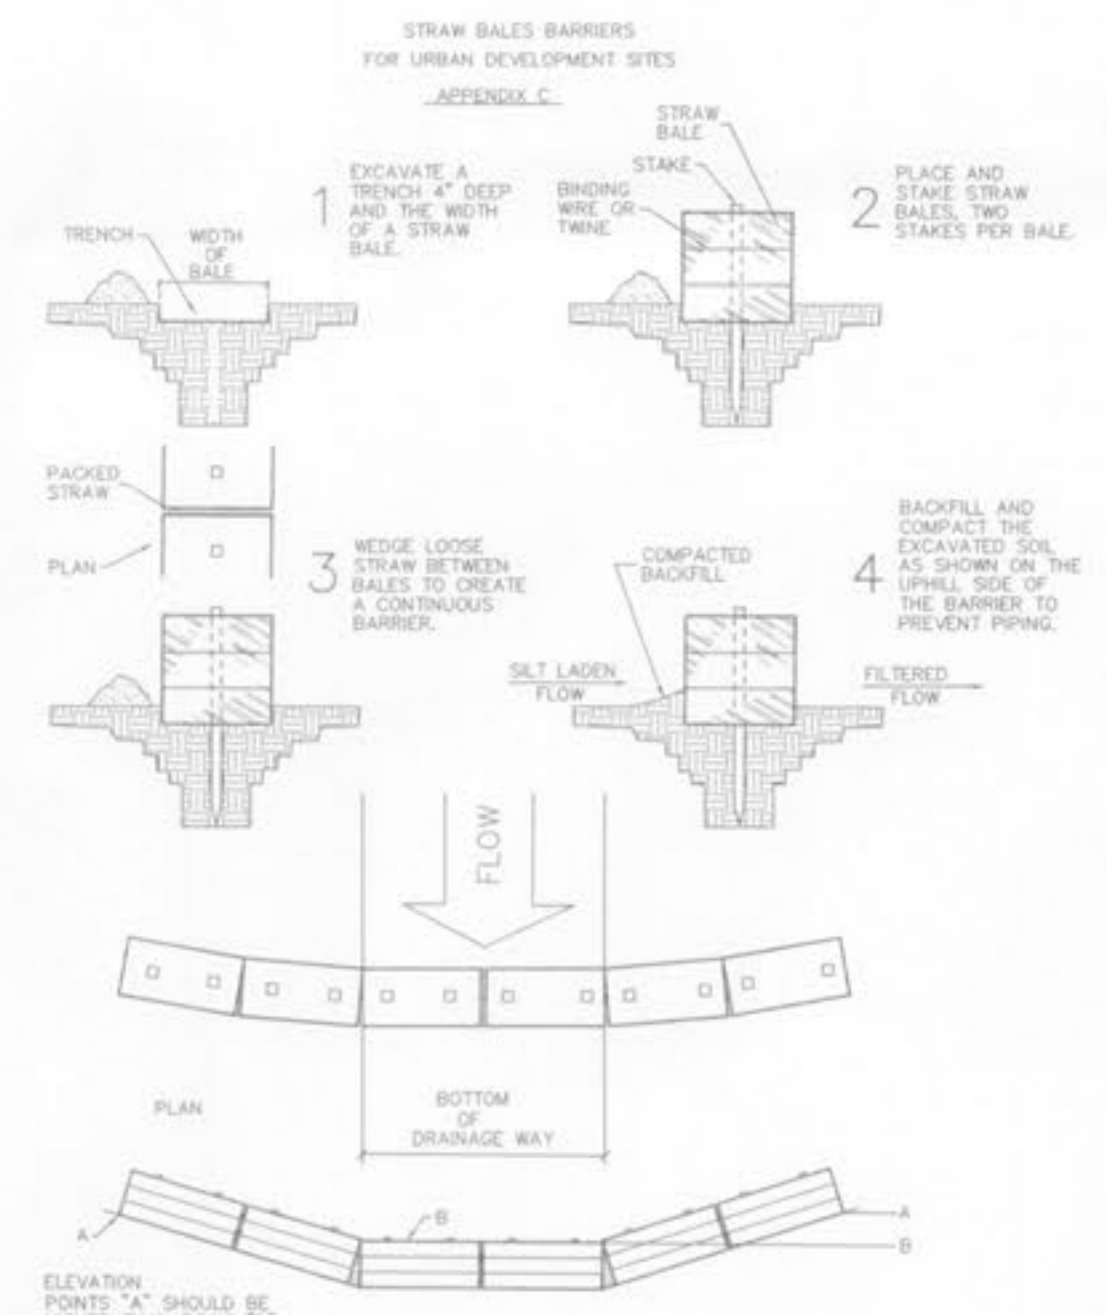 STRAW BALES BARRIERS
FOR URBAN DEVELOPMENT SITES
APPENDIX C
1
EXCAVATE A
TRENCH 4" DEEP
AND THE WIDTH
OF A STRAW
BALE.
TRENCH
WIDTH
OF
BALE
STRAW
BALE
STAKE
BINDING
WIRE OR
TWINE
2
PLACE AND
STAKE STRAW
BALES, TWO
STAKES PER BALE.
PACKED
STRAW
PLAN
3
WEDGE LOOSE
STRAW BETWEEN
BALES TO CREATE
A CONTINUOUS
BARRIER.
COMPACTED
BACKFILL
4
BACKFILL AND
COMPACT THE
EXCAVATED SOIL
AS SHOWN ON THE
UPHILL SIDE OF
THE BARRIER TO
PREVENT PIPING.
SILT LADEN
FLOW
FILTERED
FLOW
FLOW
PLAN
BOTTOM
OF
DRAINAGE WAY
A
B
A
B
ELEVATION
POINTS "A" SHOULD BE